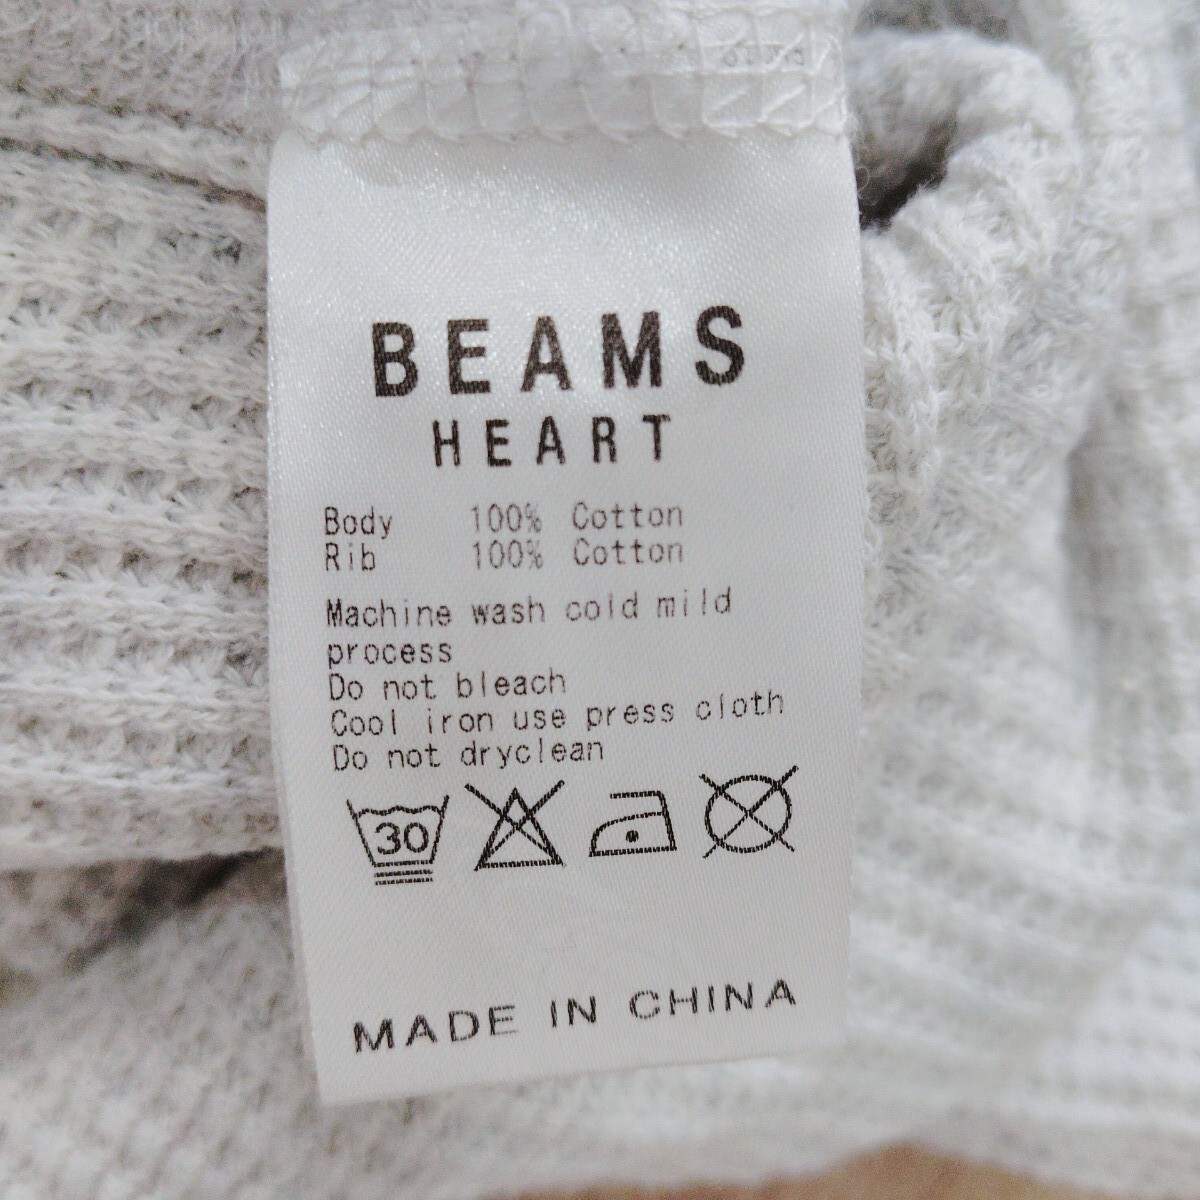 BEAMS
HEART
Body 100% Cotton
Rib 100% Cotton
Machine wash cold mild
process
Do not bleach
Cool iron use press cloth
Do not dryclean
30
MADE IN CHINA